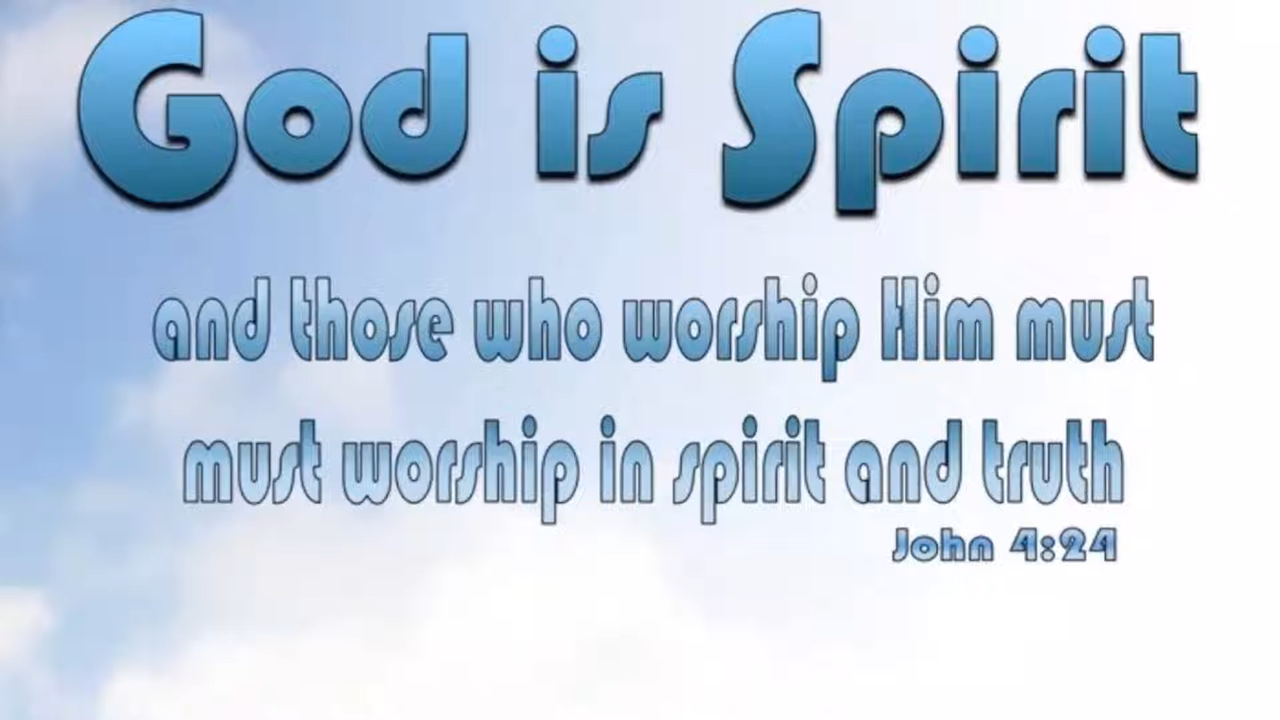 God is Spirit
and those who worship Him must
must worship in spirit and truth
John 4:24